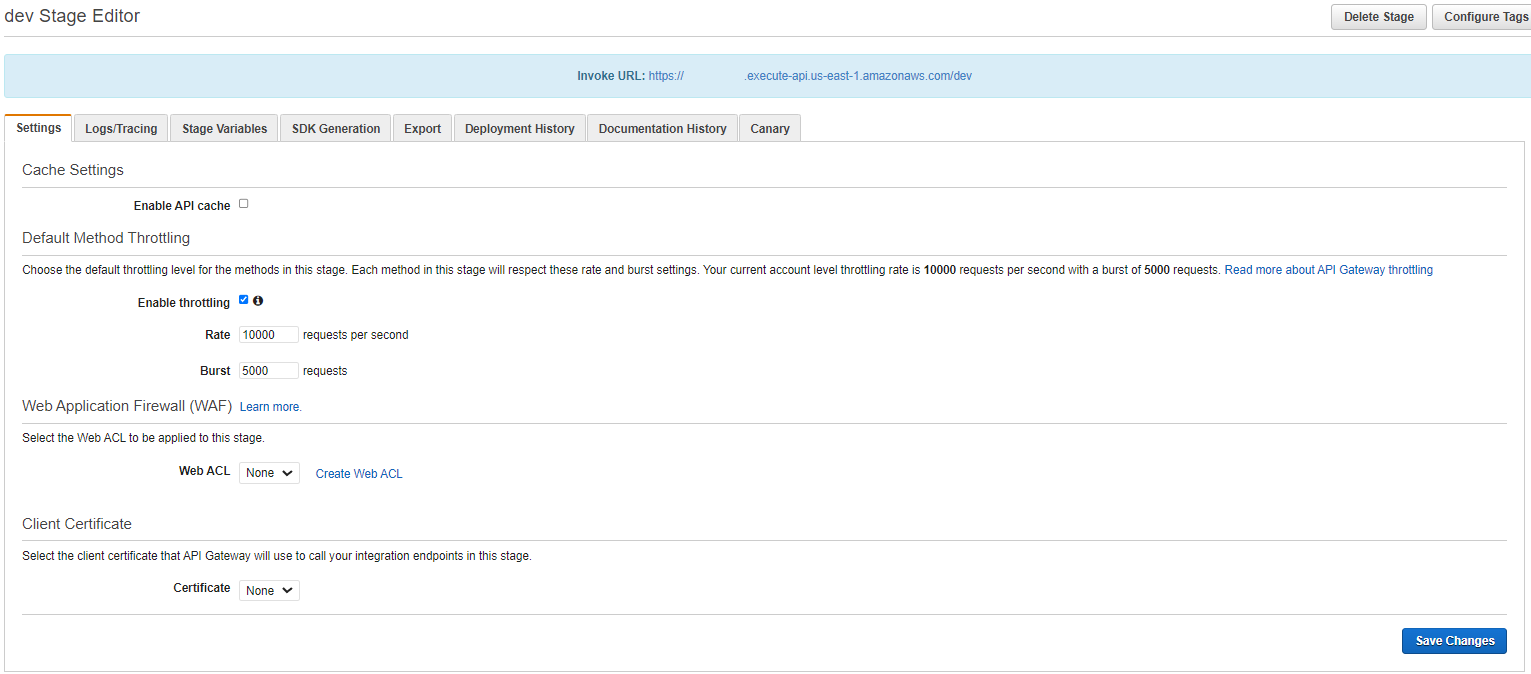 dev Stage Editor
Delete Stage
Configure Tags
Invoke URL: https:// .execute-api.us-east-1.amazonaws.com/dev
Settings
Logs/Tracing
Stage Variables
SDK Generation
Export
Deployment History
Documentation History
Canary
Cache Settings
Enable API cache
Default Method Throttling
Choose the default throttling level for the methods in this stage. Each method in this stage will respect these rate and burst settings. Your current account level throttling rate is 10000 requests per second with a burst of 5000 requests. Read more about API Gateway throttling
Enable throttling
Rate 10000 requests per second
Burst 5000 requests
Web Application Firewall (WAF) Learn more.
Select the Web ACL to be applied to this stage.
Web ACL None Create Web ACL
Client Certificate
Select the client certificate that API Gateway will use to call your integration endpoints in this stage.
Certificate None
Save Changes